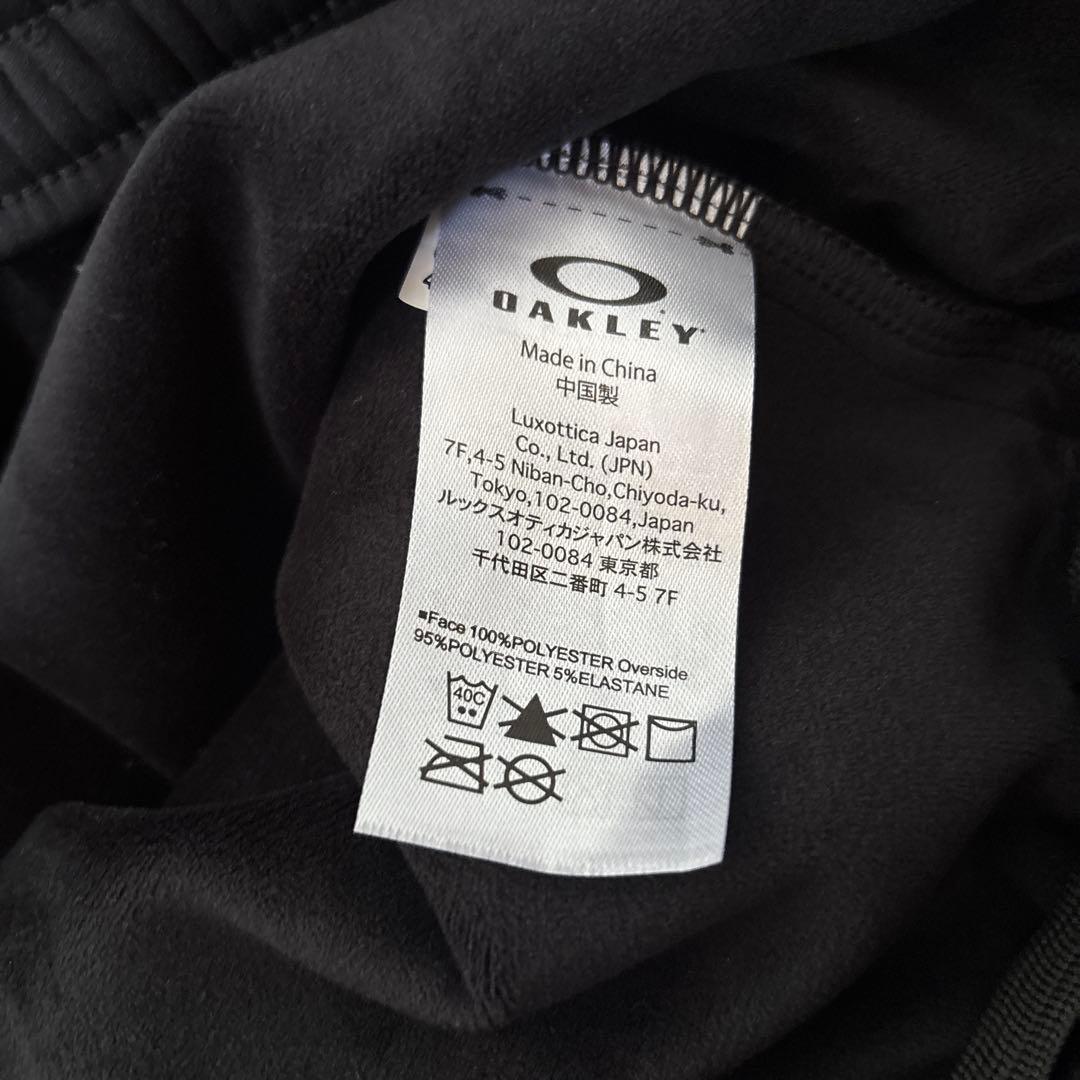 OAKLEY
Made in China
中国製
Luxottica Japan
Co., Ltd. (JPN)
7F,4-5 Niban-Cho,Chiyoda-ku,
Tokyo,102-0084,Japan
ルックスオティカジャパン株式会社
102-0084 東京都
千代田区二番町 4-5 7F
■Face 100%POLYESTER Overside
95%POLYESTER 5%ELASTANE
40C